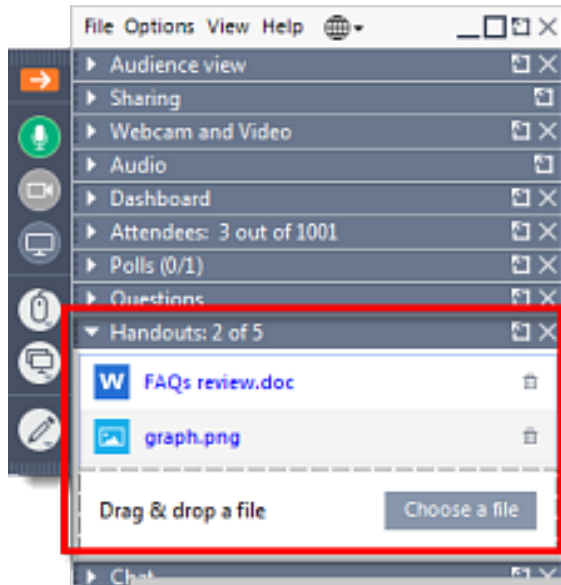 File Options View Help
Audience view
Sharing
Webcam and Video
Audio
Dashboard
Attendees: 3 out of 1001
Polls (0/1)
Questions
Handouts: 2 of 5
W FAQs review.doc
graph.png
Drag & drop a file Choose a file
Chat